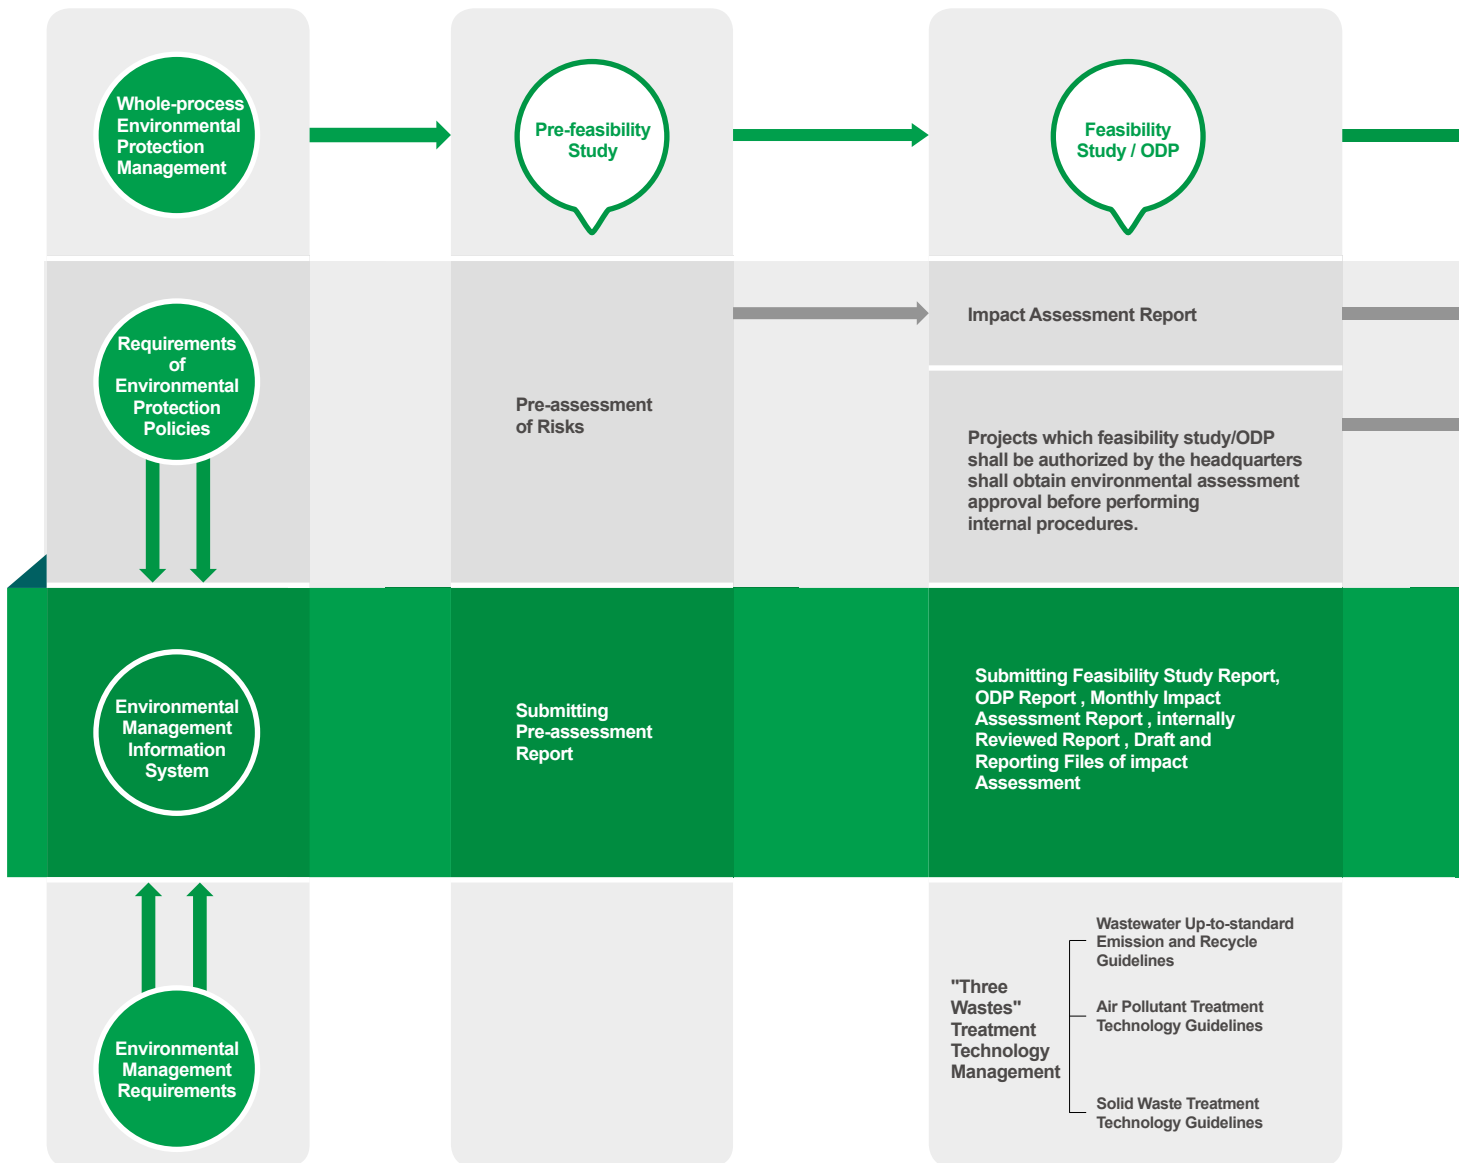 Whole-process
Environmental
Protection
Management
Pre-feasibility
Study
Feasibility
Study / ODP
Requirements
of
Environmental
Protection
Policies
Pre-assessment
of Risks
Impact Assessment Report
Projects which feasibility study/ODP
shall be authorized by the headquarters
shall obtain environmental assessment
approval before performing
internal procedures.
Environmental
Management
Information
System
Submitting
Pre-assessment
Report
Submitting Feasibility Study Report,
ODP Report , Monthly Impact
Assessment Report , internally
Reviewed Report , Draft and
Reporting Files of impact
Assessment
Environmental
Management
Requirements
"Three
Wastes"
Treatment
Technology
Management
Wastewater Up-to-standard
Emission and Recycle
Guidelines
Air Pollutant Treatment
Technology Guidelines
Solid Waste Treatment
Technology Guidelines